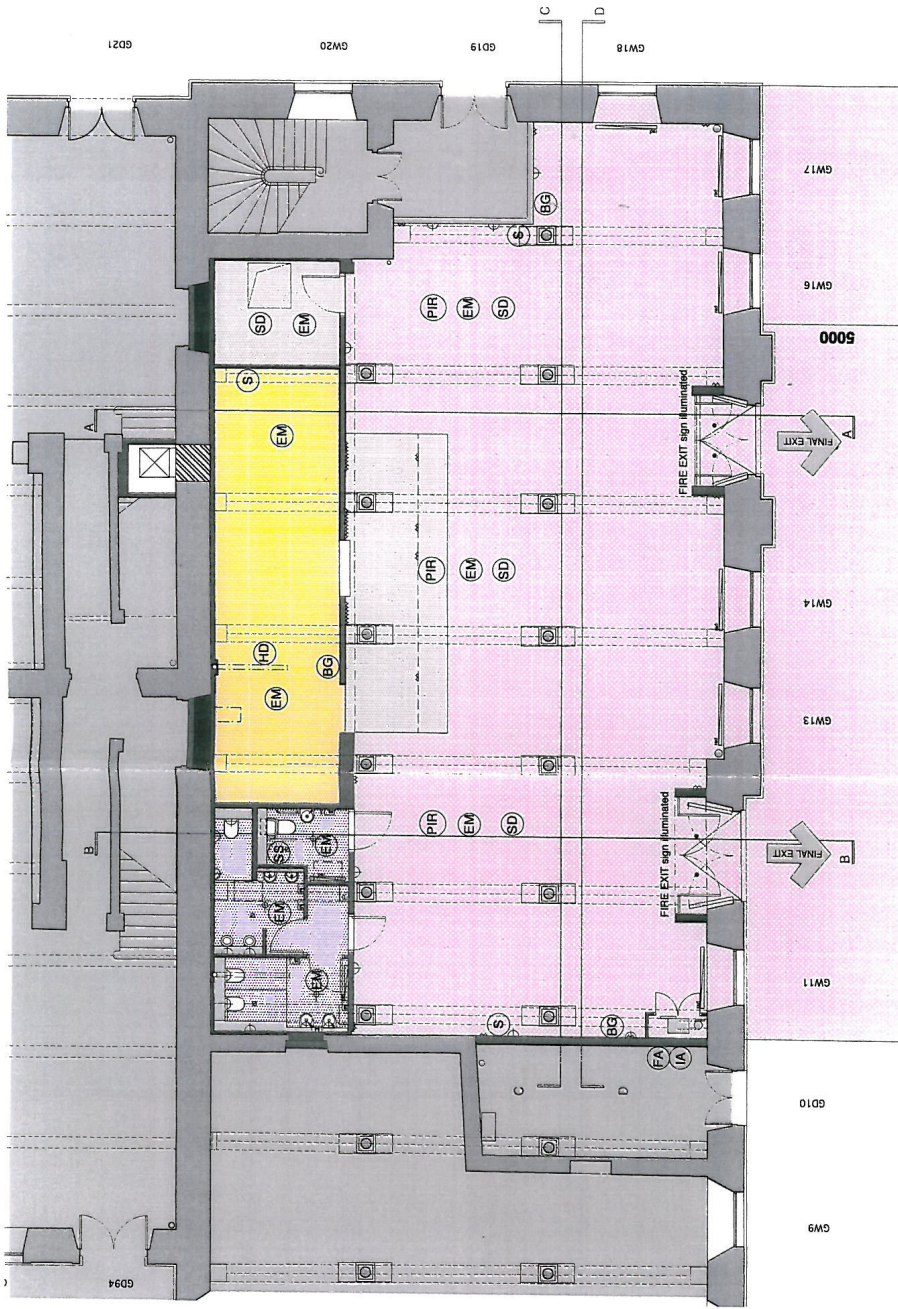 GD21
GW20
GD19
C
D
GW18
GW17
GW16
5000
FIRE EXIT sign illuminated
FINAL EXIT
A
A
GW14
GW13
FIRE EXIT sign illuminated
FINAL EXIT
B
B
GW11
GD10
GW9
GD94
BG
S
PIR
EM
SD
SD
EM
S
EM
PIR
EM
SD
HD
BG
EM
PIR
EM
SD
SS
EM
EM
EM
S
BG
FA
IA
C
D